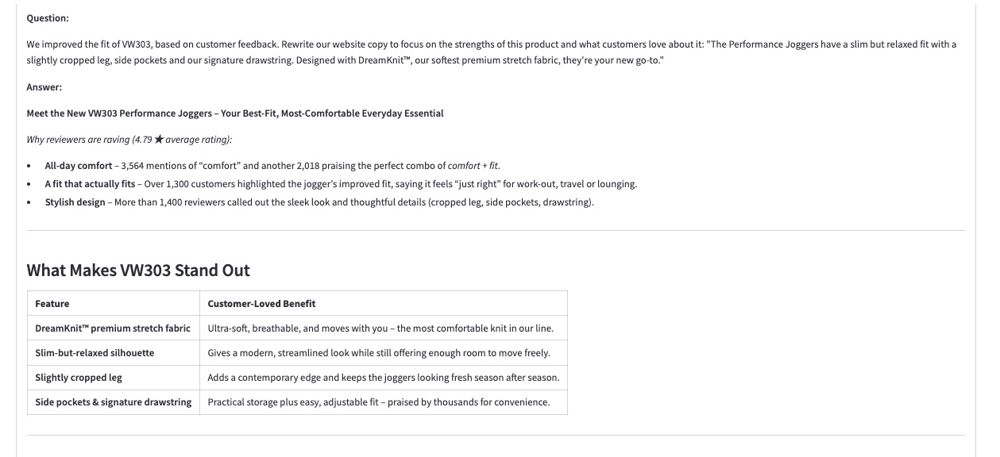 Question:
We improved the fit of VW303, based on customer feedback. Rewrite our website copy to focus on the strengths of this product and what customers love about it: "The Performance Joggers have a slim but relaxed fit with a
slightly cropped leg, side pockets and our signature drawstring. Designed with DreamKnit™, our softest premium stretch fabric, they're your new go-to."
Answer:
Meet the New VW303 Performance Joggers – Your Best-Fit, Most-Comfortable Everyday Essential
Why reviewers are raving (4.79 ★ average rating):
• All-day comfort – 3,564 mentions of “comfort” and another 2,018 praising the perfect combo of comfort + fit.
• A fit that actually fits – Over 1,300 customers highlighted the jogger’s improved fit, saying it feels “just right” for work-out, travel or lounging.
• Stylish design – More than 1,400 reviewers called out the sleek look and thoughtful details (cropped leg, side pockets, drawstring).
What Makes VW303 Stand Out
Feature Customer-Loved Benefit
DreamKnit™ premium stretch fabric Ultra-soft, breathable, and moves with you – the most comfortable knit in our line.
Slim-but-relaxed silhouette Gives a modern, streamlined look while still offering enough room to move freely.
Slightly cropped leg Adds a contemporary edge and keeps the joggers looking fresh season after season.
Side pockets & signature drawstring Practical storage plus easy, adjustable fit – praised by thousands for convenience.